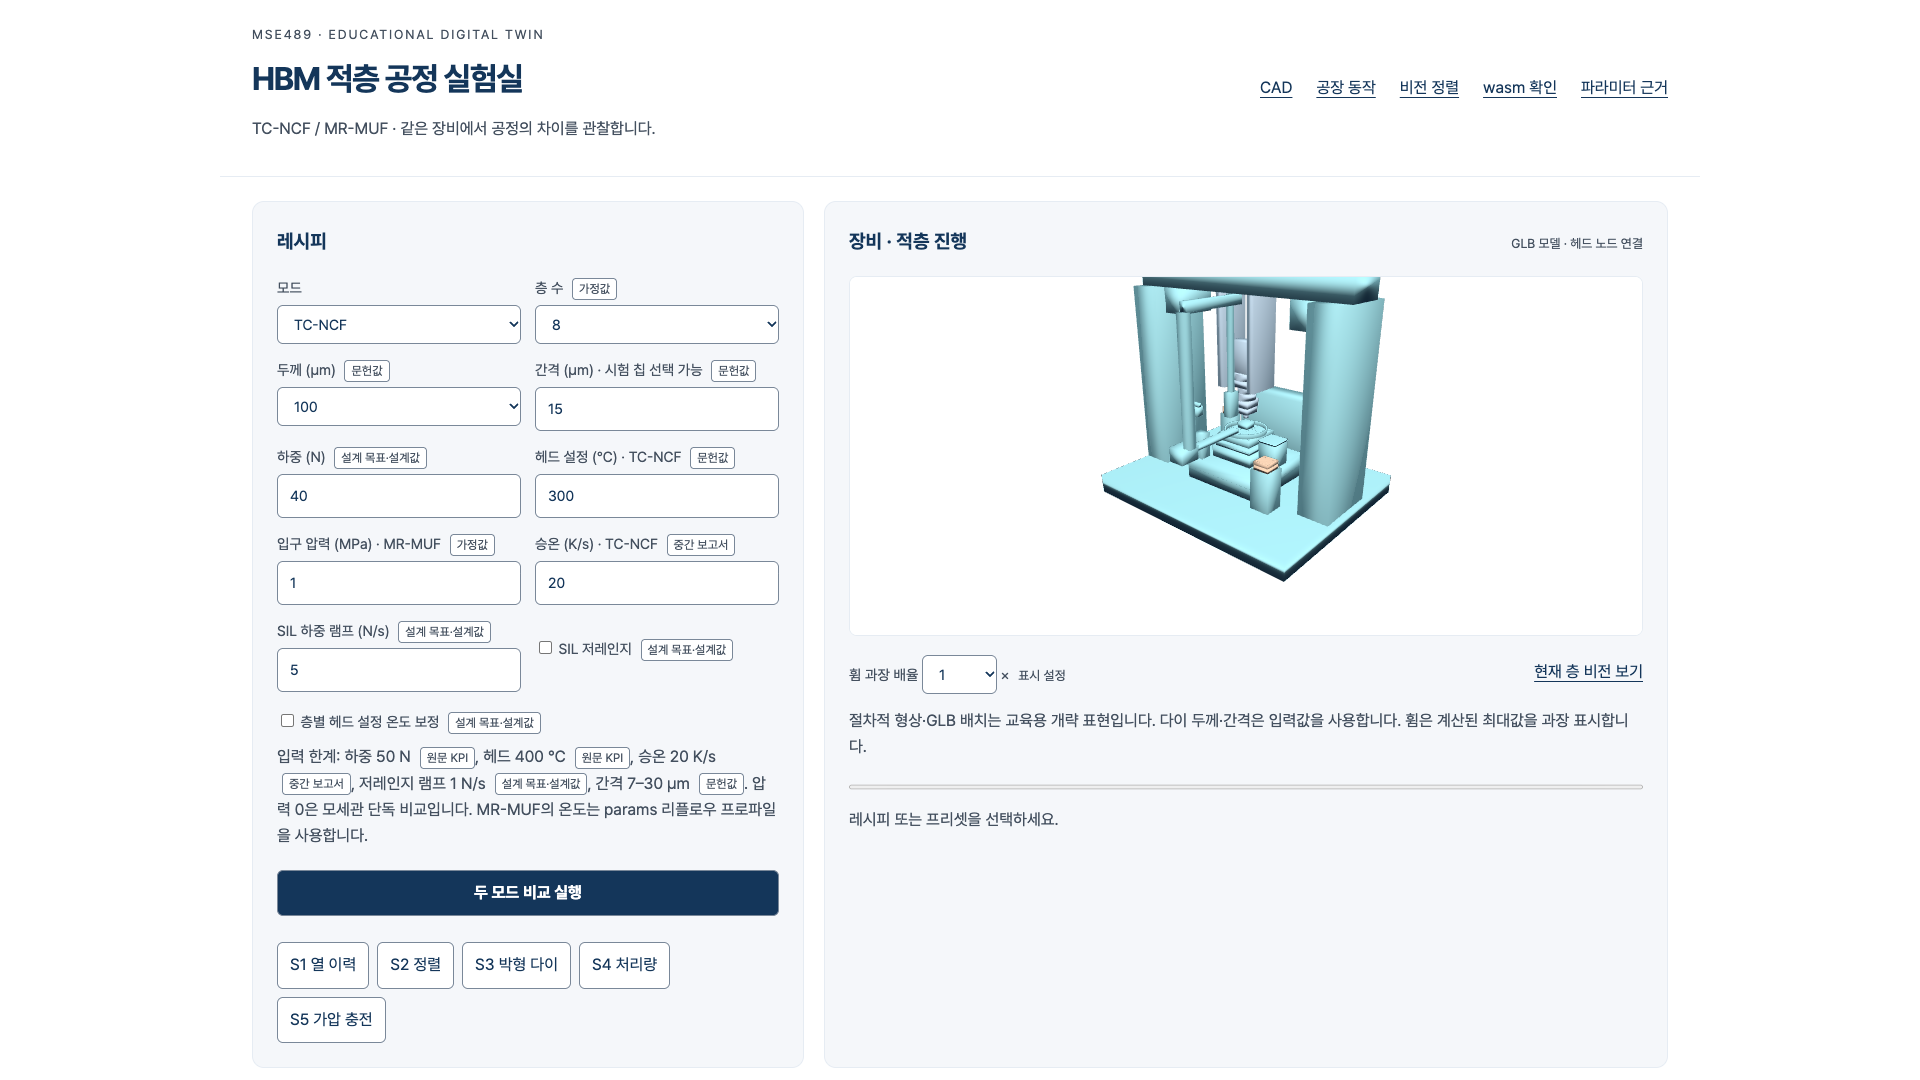 MSE489 · EDUCATIONAL DIGITAL TWIN
HBM 적층 공정 실험실
TC-NCF / MR-MUF · 같은 장비에서 공정의 차이를 관찰합니다.
CAD 공장 동작 비전 정렬 wasm 확인 파라미터 근거
레시피
모드
TC-NCF
층 수 가정값
8
두께 (µm) 문헌값
100
간격 (µm) · 시험 칩 선택 가능 문헌값
15
하중 (N) 설계 목표·설계값
40
헤드 설정 (°C) · TC-NCF 문헌값
300
입구 압력 (MPa) · MR-MUF 가정값
1
승온 (K/s) · TC-NCF 중간 보고서
20
SIL 하중 램프 (N/s) 설계 목표·설계값
5
SIL 저레인지 설계 목표·설계값
층별 헤드 설정 온도 보정 설계 목표·설계값
입력 한계: 하중 50 N 원문 KPI, 헤드 400 °C 원문 KPI, 승온 20 K/s
중간 보고서, 저레인지 램프 1 N/s 설계 목표·설계값, 간격 7–30 µm 문헌값. 압
력 0은 모세관 단독 비교입니다. MR-MUF의 온도는 params 리플로우 프로파일
을 사용합니다.
두 모드 비교 실행
S1 열 이력 S2 정렬 S3 박형 다이 S4 처리량
S5 가압 충전
장비 · 적층 진행
GLB 모델 · 헤드 노드 연결
휨 과장 배율 1 × 표시 설정
현재 층 비전 보기
절차적 형상·GLB 배치는 교육용 개략 표현입니다. 다이 두께·간격은 입력값을 사용합니다. 휨은 계산된 최대값을 과장 표시합니
다.
레시피 또는 프리셋을 선택하세요.